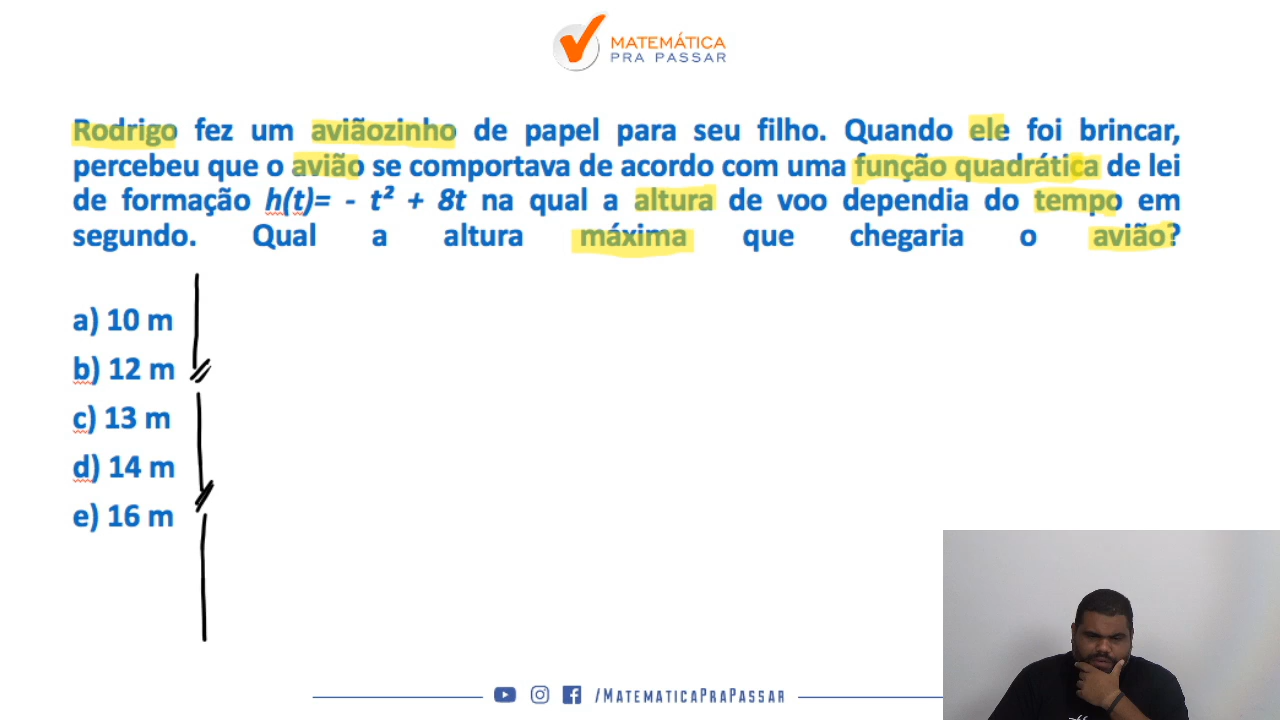 MATEMÁTICA
PRA PASSAR
Rodrigo fez um aviãozinho de papel para seu filho. Quando ele foi brincar,
percebeu que o avião se comportava de acordo com uma função quadrática de lei
de formação h(t)= - t² + 8t na qual a altura de voo dependia do tempo em
segundo. Qual a altura máxima que chegaria o avião?
a) 10 m
b) 12 m
c) 13 m
d) 14 m
e) 16 m
/MATEMATICAPRAPASSAR